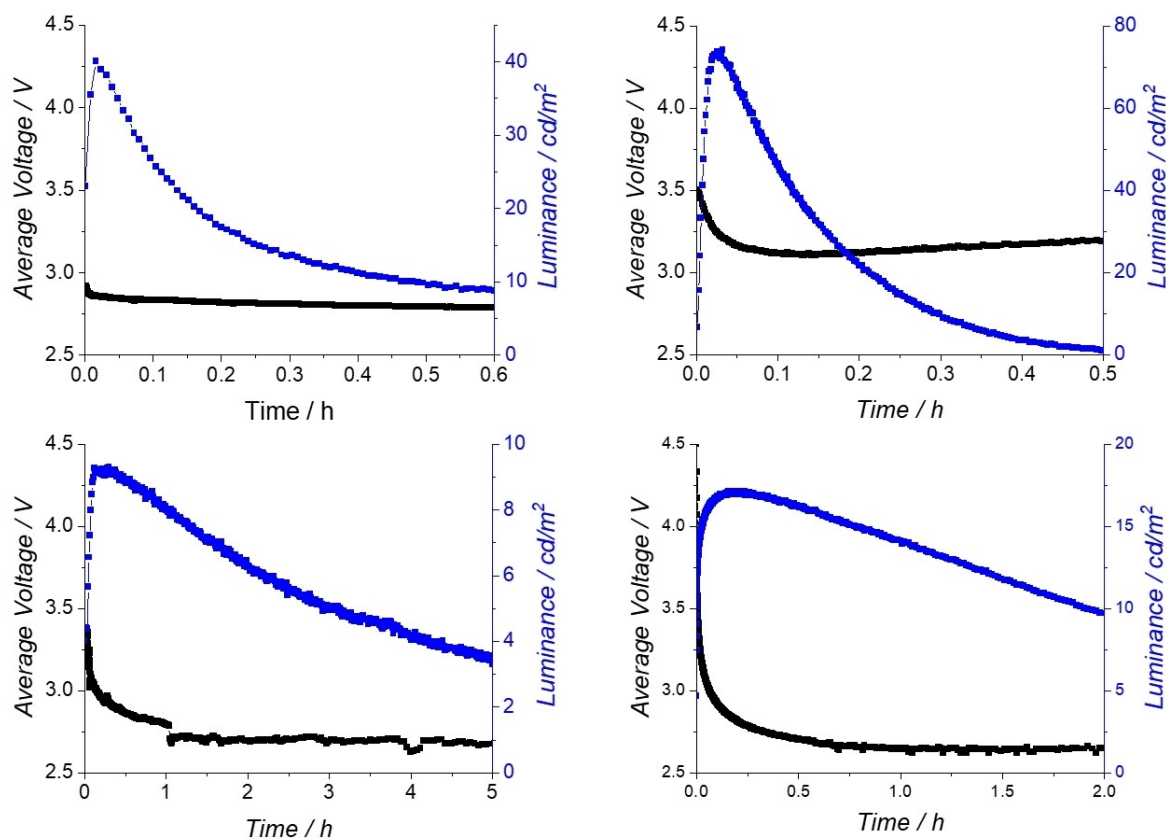 4.5
4.0
3.5
3.0
2.5
Average Voltage / V
0.0 0.1 0.2 0.3 0.4 0.5 0.6
Time / h
40
30
20
10
0
Luminance / cd/m²
4.5
4.0
3.5
3.0
2.5
Average Voltage / V
0.0 0.1 0.2 0.3 0.4 0.5
Time / h
80
60
40
20
0
Luminance / cd/m²
4.5
4.0
3.5
3.0
2.5
Average Voltage / V
0 1 2 3 4 5
Time / h
10
8
6
4
2
0
Luminance / cd/m²
4.5
4.0
3.5
3.0
2.5
Average Voltage / V
0.0 0.5 1.0 1.5 2.0
Time / h
20
15
10
5
0
Luminance / cd/m²